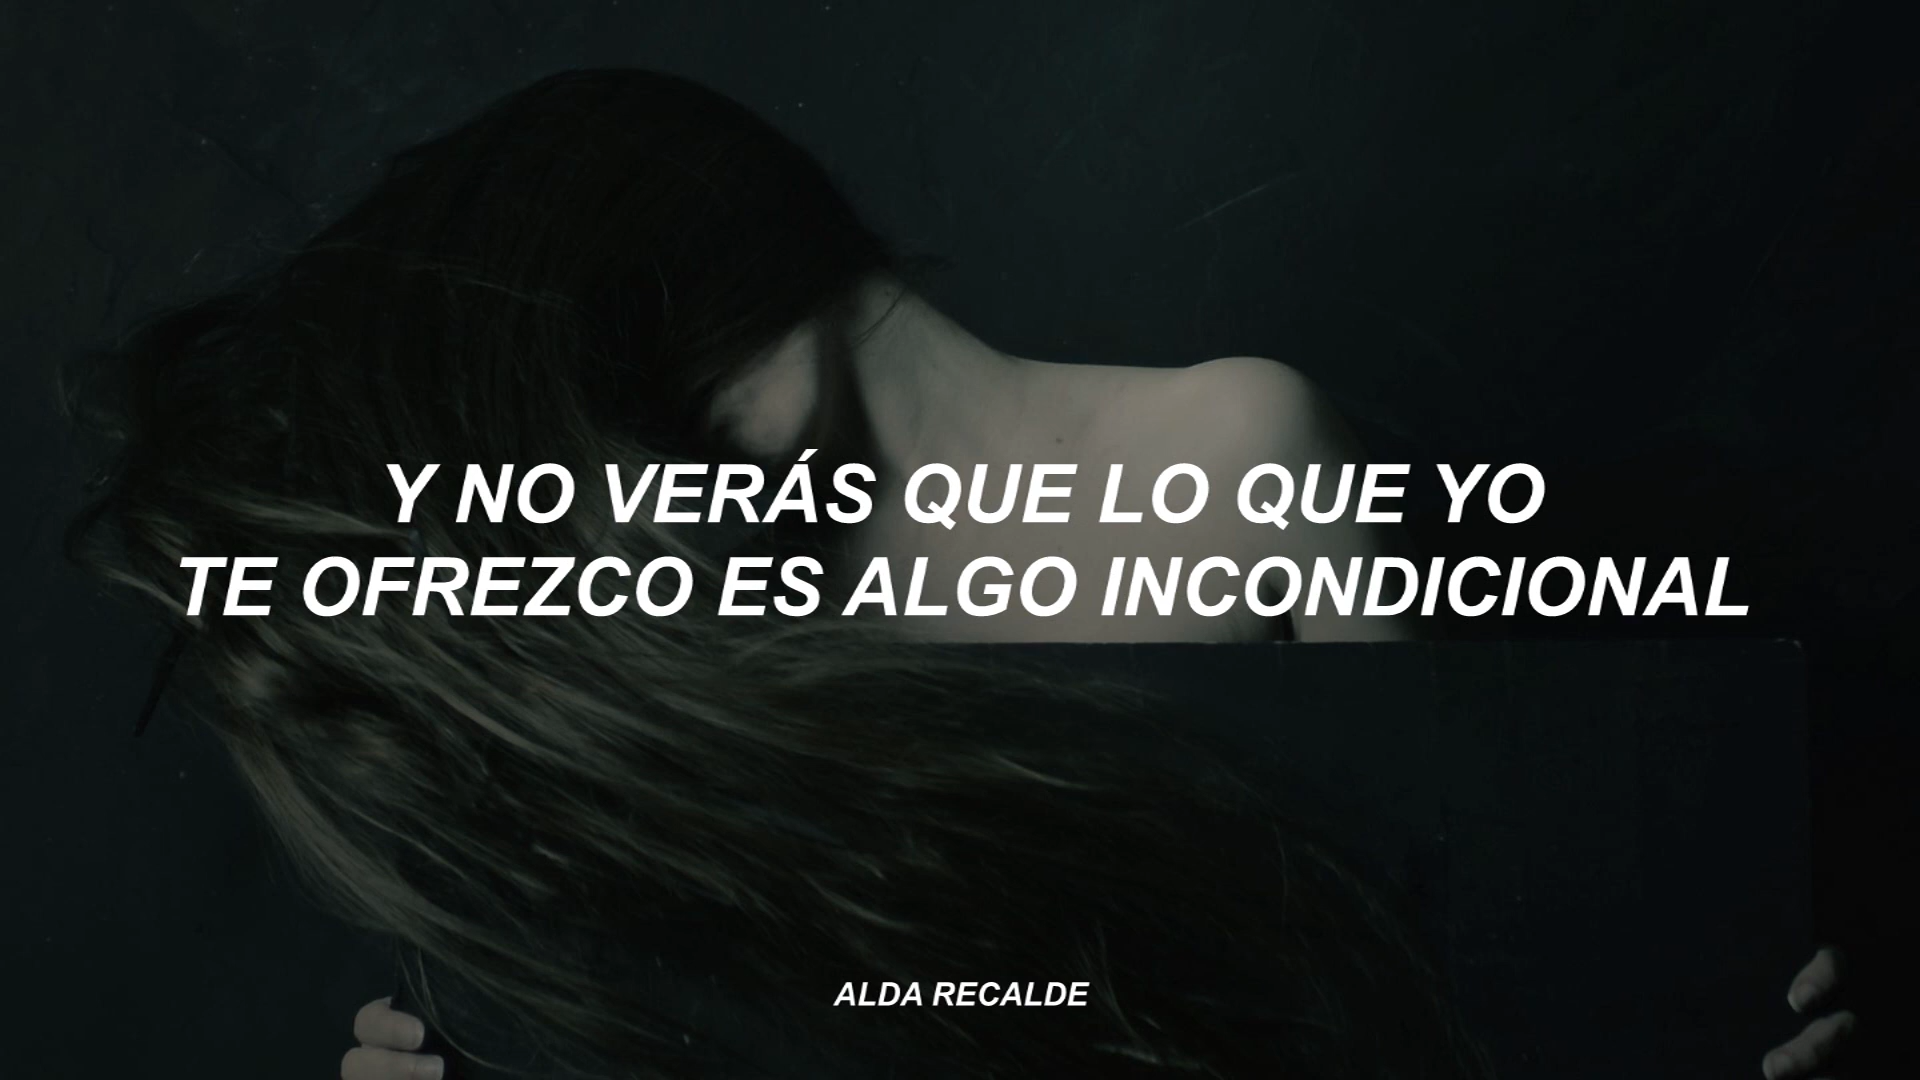 Y NO VERÁS QUE LO QUE YO
TE OFREZCO ES ALGO INCONDICIONAL
ALDA RECALDE